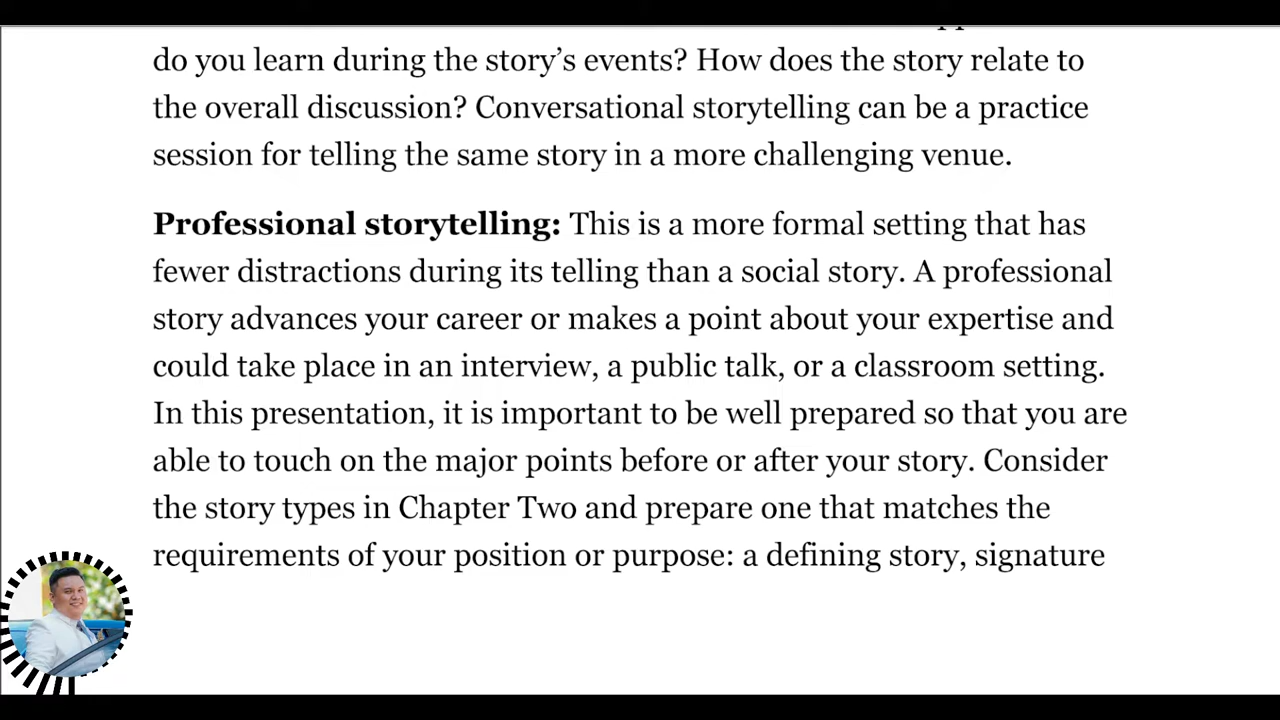 do you learn during the story’s events? How does the story relate to
the overall discussion? Conversational storytelling can be a practice
session for telling the same story in a more challenging venue.
Professional storytelling: This is a more formal setting that has
fewer distractions during its telling than a social story. A professional
story advances your career or makes a point about your expertise and
could take place in an interview, a public talk, or a classroom setting.
In this presentation, it is important to be well prepared so that you are
able to touch on the major points before or after your story. Consider
the story types in Chapter Two and prepare one that matches the
requirements of your position or purpose: a defining story, signature